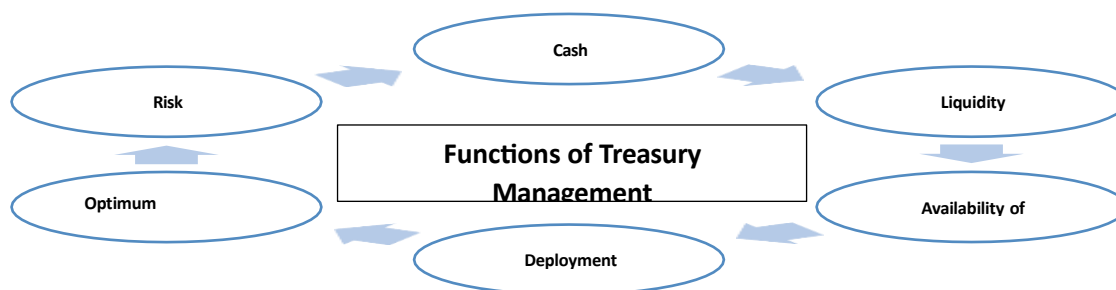 Cash
Risk
Liquidity
Functions of Treasury
Management
Optimum
Availability of
Deployment